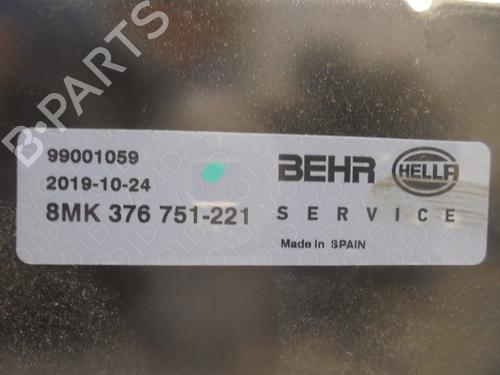 B-PARTS
99001059
2019-10-24
8MK 376 751-221
BEHR HELLA
SERVICE
Made in SPAIN